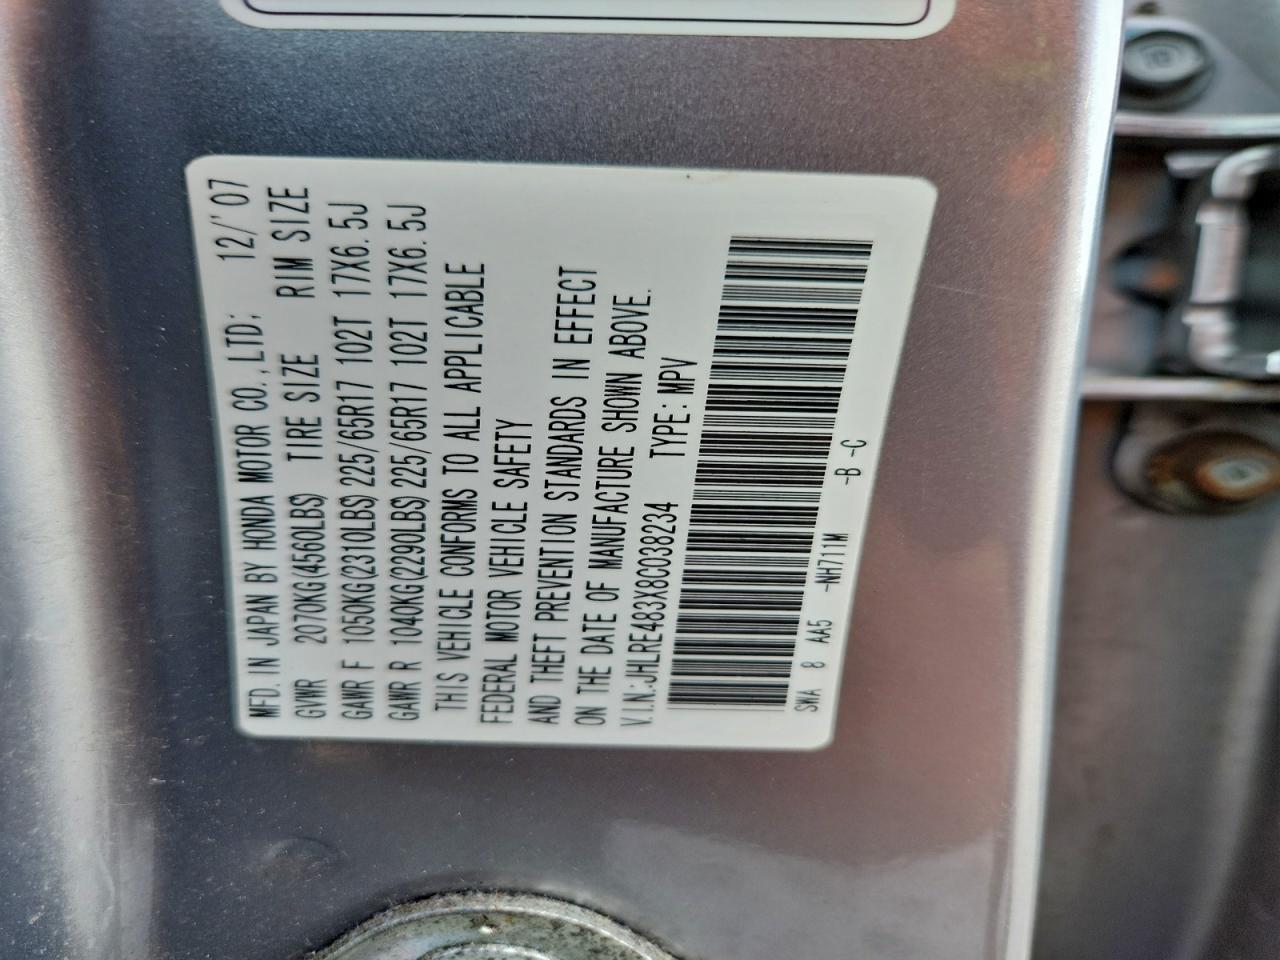 MFD. IN JAPAN BY HONDA MOTOR CO., LTD. 12/'07
GVWR 2070KG(4560LBS) TIRE SIZE RIM SIZE
GAWR F 1050KG(2310LBS) 225/65R17 102T 17X6.5J
GAWR R 1040KG(2290LBS) 225/65R17 102T 17X6.5J
THIS VEHICLE CONFORMS TO ALL APPLICABLE
FEDERAL MOTOR VEHICLE SAFETY
AND THEFT PREVENTION STANDARDS IN EFFECT
ON THE DATE OF MANUFACTURE SHOWN ABOVE.
V.I.N.:JHLRE483X8C038234 TYPE: MPV
SWA 8 AA5 -NH711M -B -C